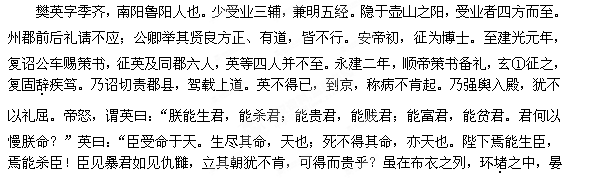 樊英字季齐，南阳鲁阳人也。少受业三辅，兼明五经。隐于壶山之阳，受业者四方而至。
州郡前后礼请不应；公卿举其贤良方正、有道，皆不行。安帝初，征为博士。至建光元年，
复诏公车赐策书，征英及同郡六人，英等四人并不至。永建二年，顺帝策书备礼，玄①征之，
复固辞疾笃。乃诏切责郡县，驾载上道。英不得已，到京，称病不肯起。乃强舆入殿，犹不
以礼屈。帝怒，谓英曰：“朕能生君，能杀君；能贵君，能贱君；能富君，能贫君。君何以
慢朕命？”英曰：“臣受命于天。生尽其命，天也；死不得其命，亦天也。陛下焉能生臣，
焉能杀臣！臣见暴君如见仇雠，立其朝犹不肯，可得而贵乎？虽在布衣之列，环堵之中，晏